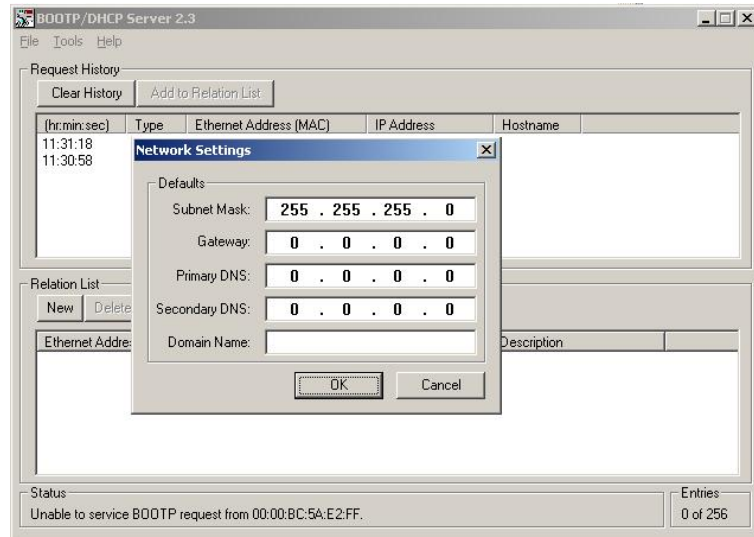 BOOTP/DHCP Server 2.3
File Tools Help
Request History
Clear History Add to Relation List
(hr:min:sec) Type Ethernet Address (MAC) IP Address Hostname
11:31:18
11:30:58
Network Settings
Defaults
Subnet Mask: 255 . 255 . 255 . 0
Gateway: 0 . 0 . 0 . 0
Primary DNS: 0 . 0 . 0 . 0
Secondary DNS: 0 . 0 . 0 . 0
Domain Name:
OK Cancel
Relation List
New Delete
Ethernet Addre Description
Status
Unable to service BOOTP request from 00:00:BC:5A:E2:FF.
Entries
0 of 256